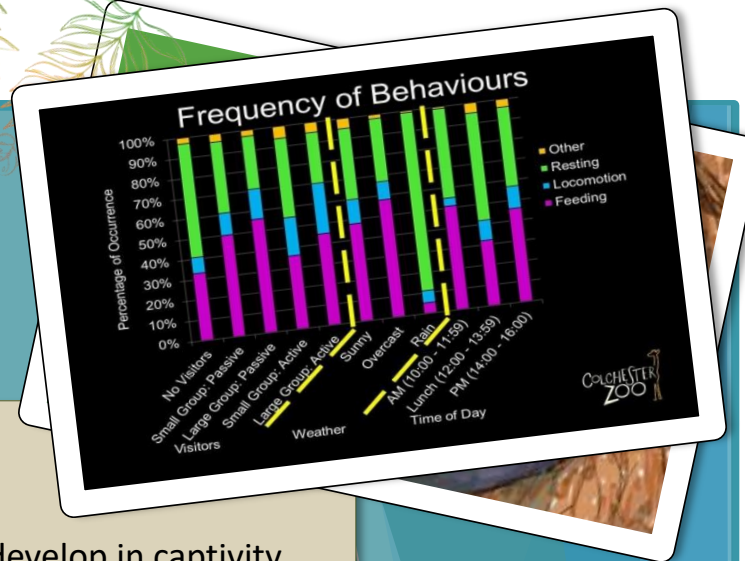 Frequency of Behaviours
100%
90%
80%
70%
60%
50%
40%
30%
20%
10%
0%
Percentage of Occurrence
Other
Resting
Locomotion
Feeding
No Visitors
Small Group: Passive
Large Group: Passive
Small Group: Active
Large Group: Active
Sunny
Overcast
Rain
AM (10:00 - 11:59)
Lunch (12:00 - 13:59)
PM (14:00 - 16:00)
Visitors
Weather
Time of Day
COLCHESTER
ZOO
develop in captivity